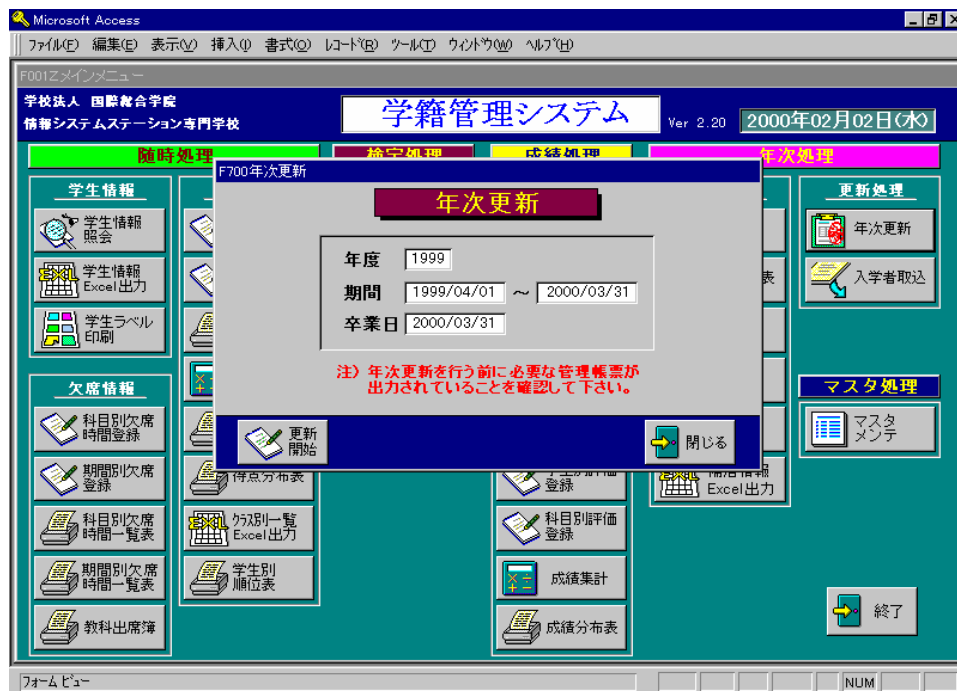 Microsoft Access
ファイル(F) 編集(E) 表示(V) 挿入(I) 書式(O) レコード(R) ツール(T) ウィンドウ(W) ヘルプ(H)
F001Zメインメニュー
学校法人 国際総合学院
情報システムステーション専門学校
学籍管理システム
Ver 2.20
2000年02月02日(水)
随時処理
検定処理
成績処理
年次処理
学生情報
学生情報
照会
学生情報
Excel出力
学生ラベル
印刷
欠席情報
科目別欠席
時間登録
期間別欠席
登録
科目別欠席
時間一覧表
期間別欠席
時間一覧表
教科出席簿
得点分布表
クラス別一覧
Excel出力
学生別
順位表
F700年次更新
年次更新
年度 1999
期間 1999/04/01 ～ 2000/03/31
卒業日 2000/03/31
注) 年次更新を行う前に必要な管理帳票が
出力されていることを確認して下さい。
更新
開始
閉じる
登録
科目別評価
登録
成績集計
成績分布表
表
Excel出力
更新処理
年次更新
入学者取込
マスタ処理
マスタ
メンテ
終了
フォーム ビュー
NUM